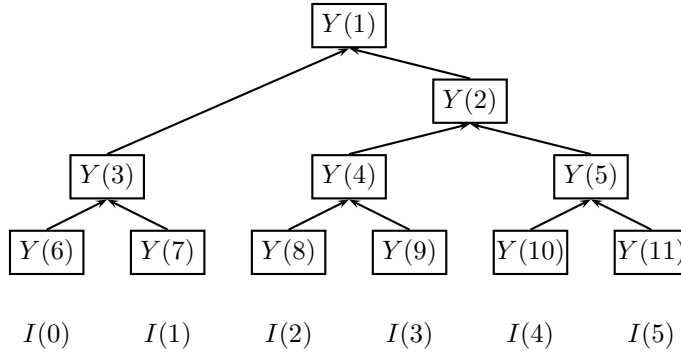 Y(1)
Y(2)
Y(3) Y(4) Y(5)
Y(6) Y(7) Y(8) Y(9) Y(10) Y(11)
I(0) I(1) I(2) I(3) I(4) I(5)